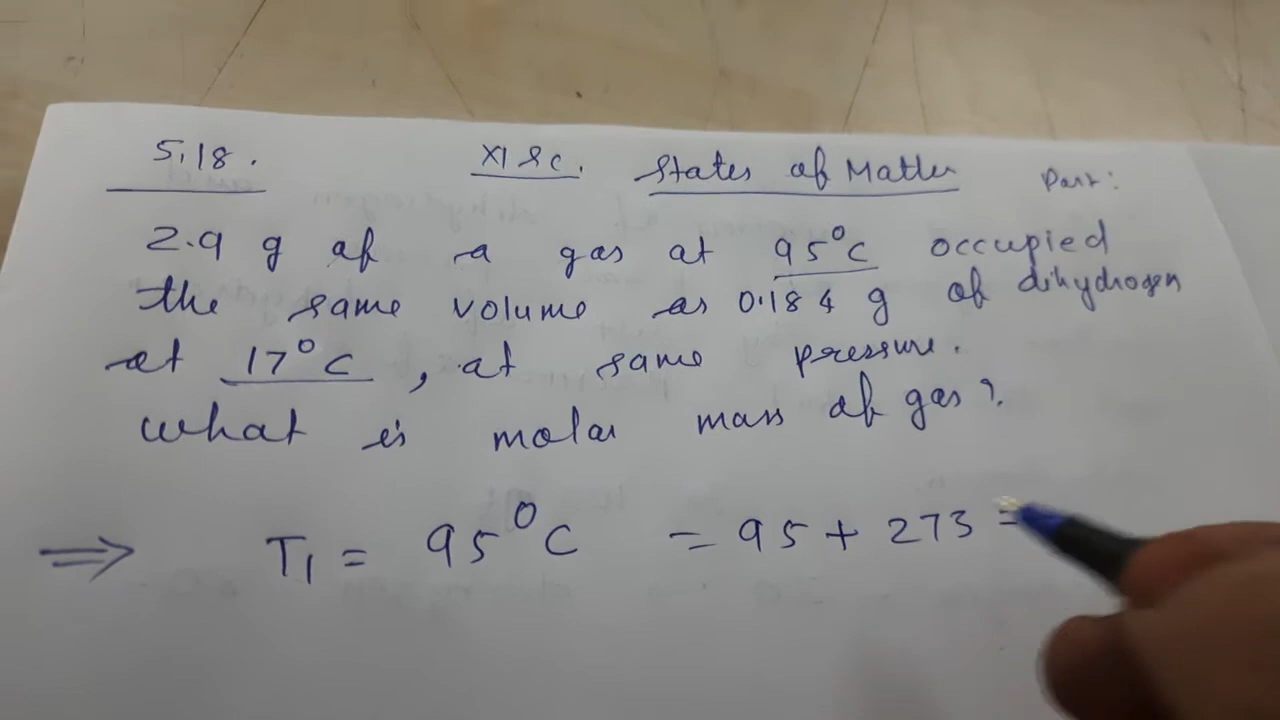 5.18. XI Sc. States of Matter Part:
2.9 g of a gas at 95°C occupied
the same volume as 0.184 g of dihydrogen
at 17°C, at same pressure.
what is molar mass of gas?
⇒ T1 = 95°C = 95 + 273 =